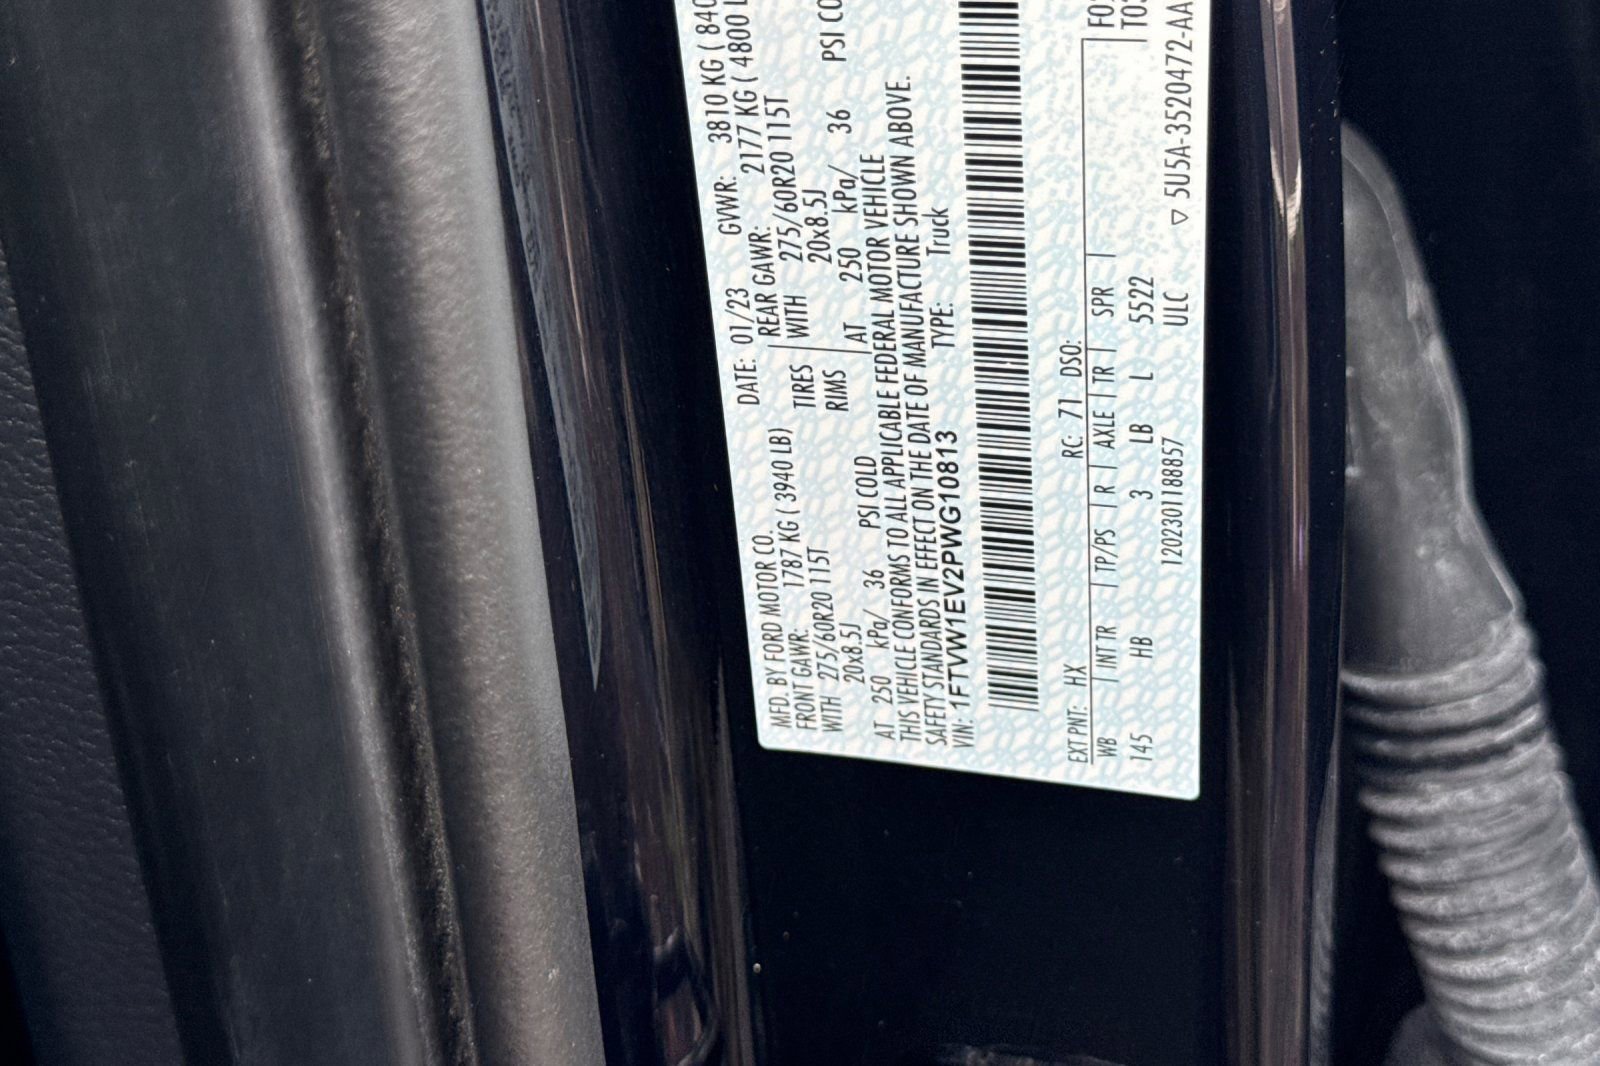 MFD. BY FORD MOTOR CO. DATE: 01/23 GVWR: 3810 KG ( 840
FRONT GAWR: 1787 KG ( 3940 LB) REAR GAWR: 2177 KG ( 4800 L
WITH 275/60R20 115T TIRES WITH 275/60R20 115T
20x8.5J RIMS 20x8.5J
AT 250 kPa/ 36 PSI COLD AT 250 kPa/ 36 PSI CO
THIS VEHICLE CONFORMS TO ALL APPLICABLE FEDERAL MOTOR VEHICLE
SAFETY STANDARDS IN EFFECT ON THE DATE OF MANUFACTURE SHOWN ABOVE.
VIN: 1FTVW1EV2PWG10813 TYPE: Truck
EXT PNT: HX RC: 71 DSO: F03
WB INTR TP/PS R AXLE TR SPR T03
145 HB 3 LB L 5522
120230118857 ULC ▽ 5U5A-3520472-AA